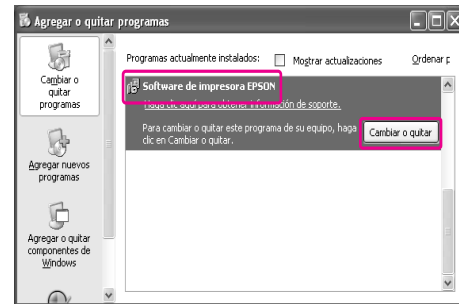 Agregar o quitar programas
Cambiar o
quitar
programas
Agregar nuevos
programas
Agregar o quitar
componentes de
Windows
Programas actualmente instalados:
Mostrar actualizaciones
Ordenar p
Software de impresora EPSON
Haga clic aquí para obtener información de soporte.
Para cambiar o quitar este programa de su equipo, haga
clic en Cambiar o quitar.
Cambiar o quitar